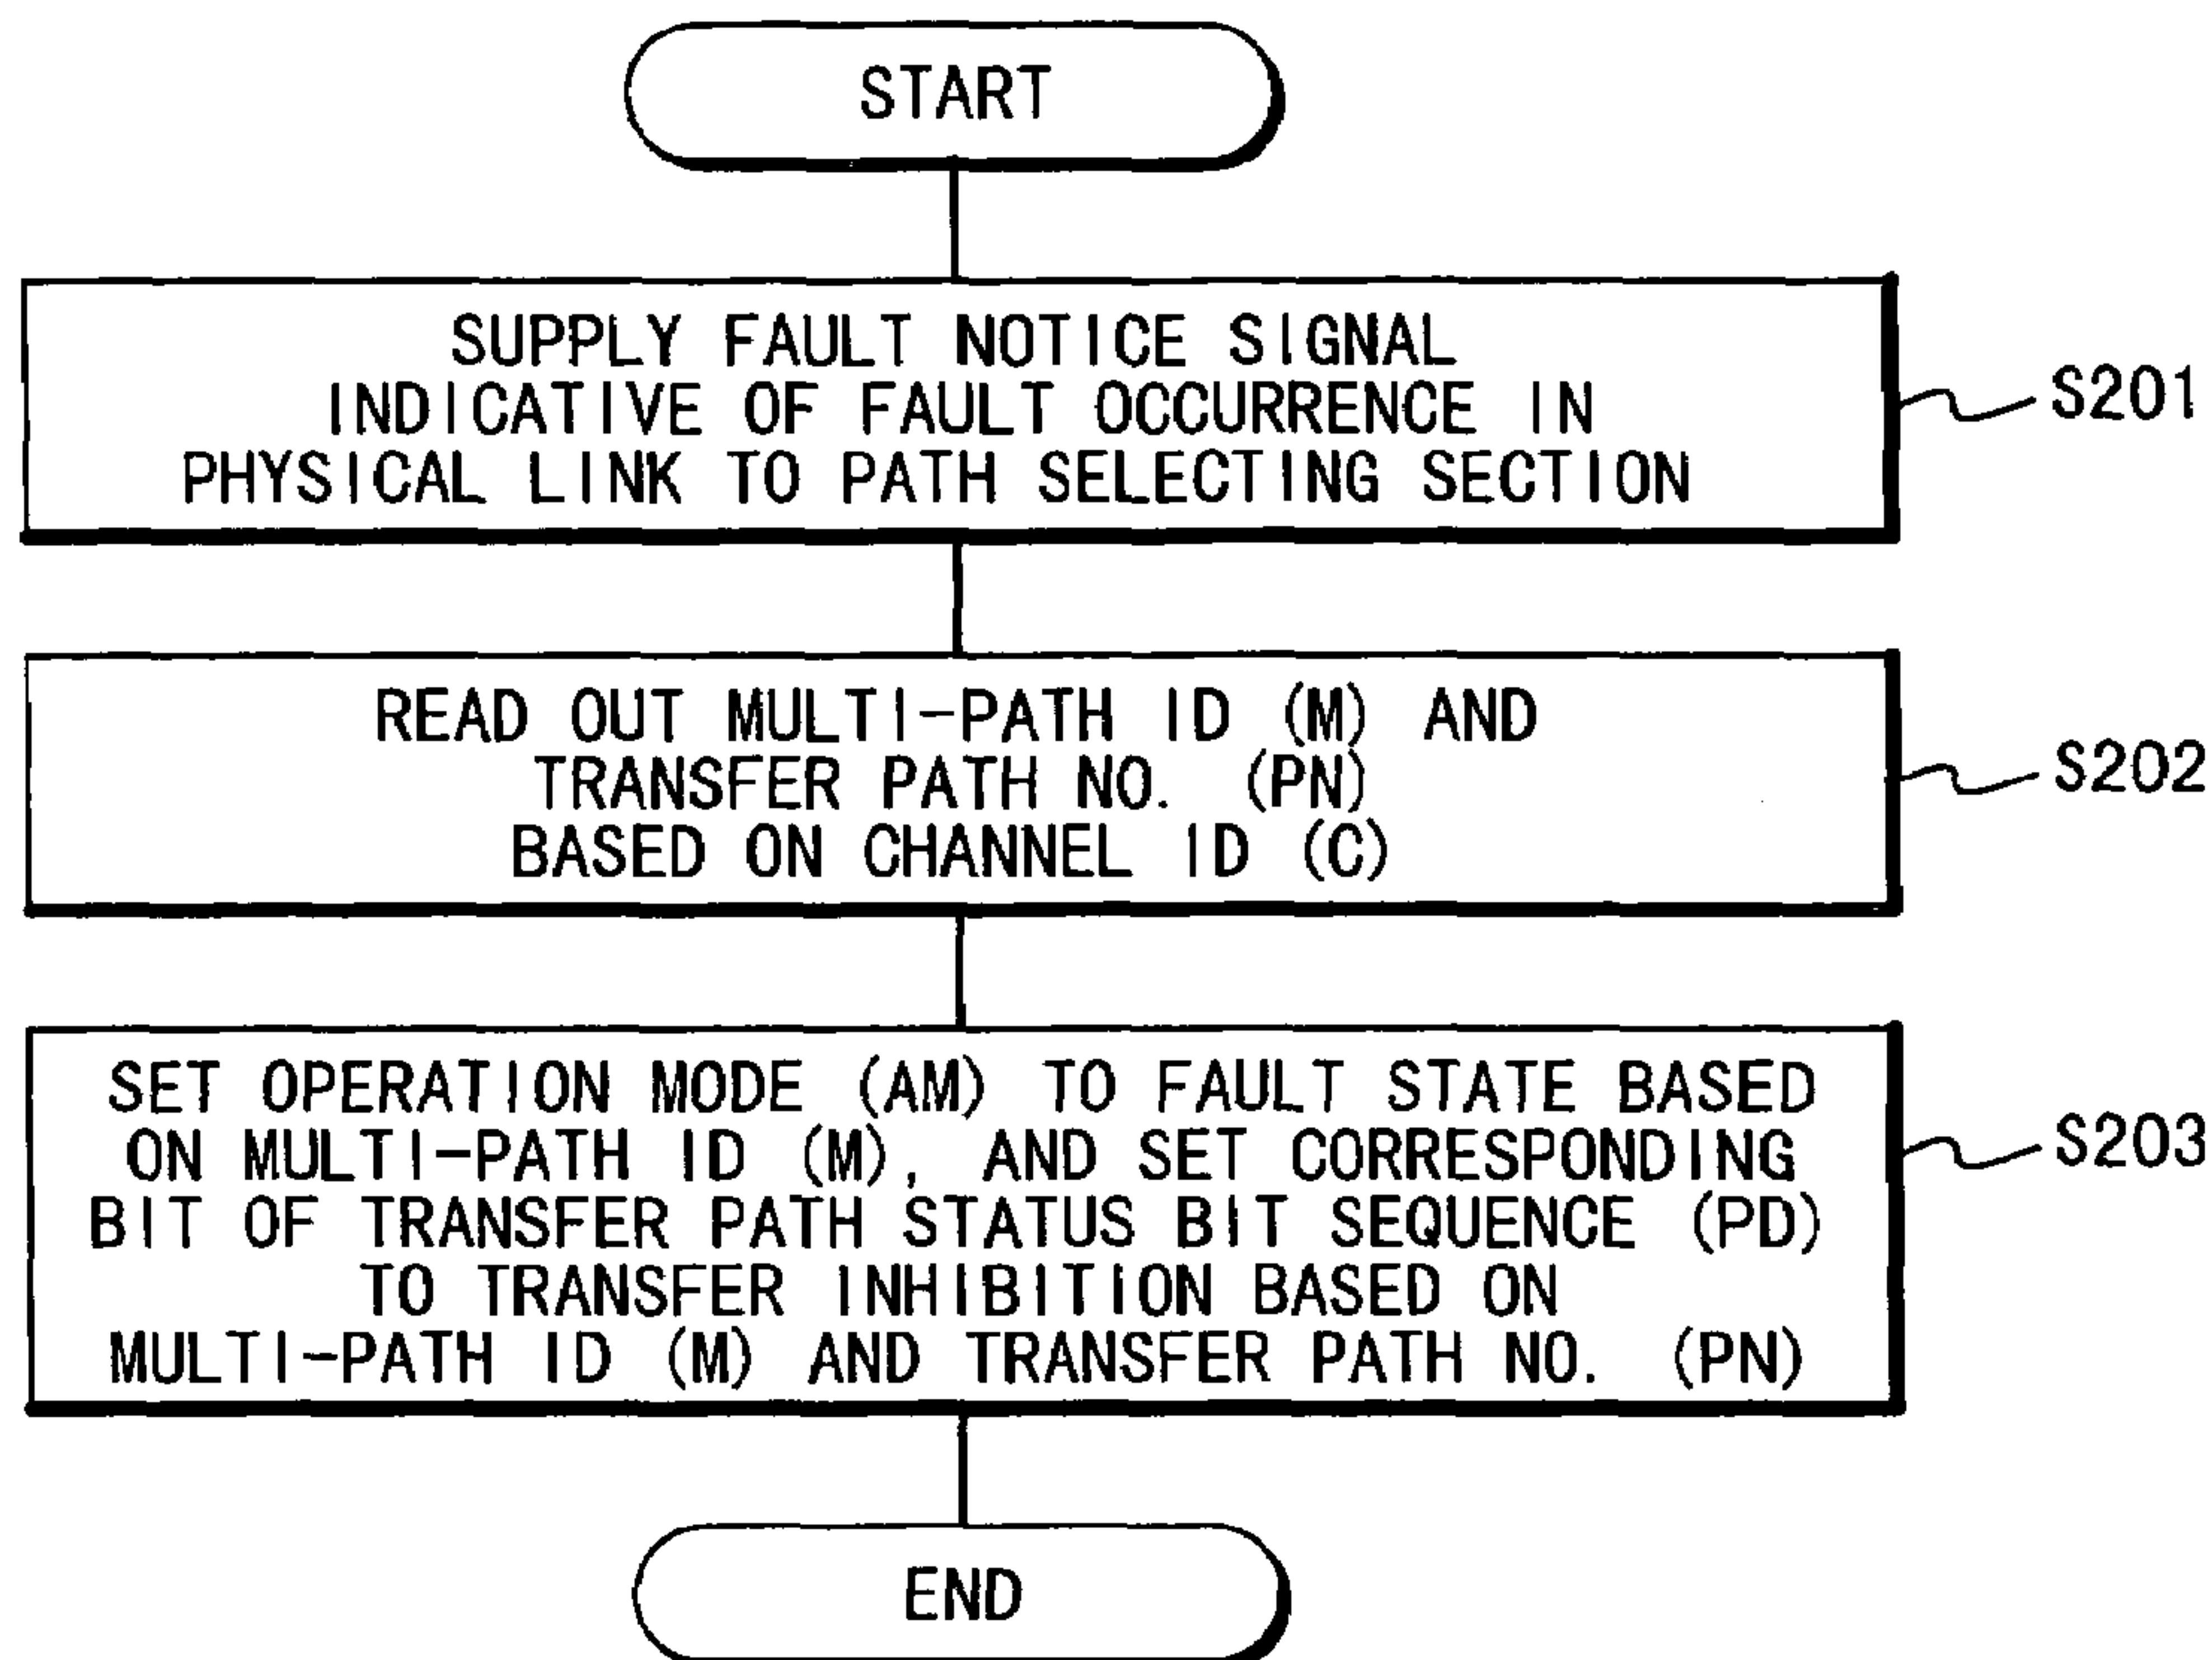 START
SUPPLY FAULT NOTICE SIGNAL
INDICATIVE OF FAULT OCCURRENCE IN
PHYSICAL LINK TO PATH SELECTING SECTION
S201
READ OUT MULTI-PATH ID (M) AND
TRANSFER PATH NO. (PN)
BASED ON CHANNEL ID (C)
S202
SET OPERATION MODE (AM) TO FAULT STATE BASED
ON MULTI-PATH ID (M), AND SET CORRESPONDING
BIT OF TRANSFER PATH STATUS BIT SEQUENCE (PD)
TO TRANSFER INHIBITION BASED ON
MULTI-PATH ID (M) AND TRANSFER PATH NO. (PN)
S203
END